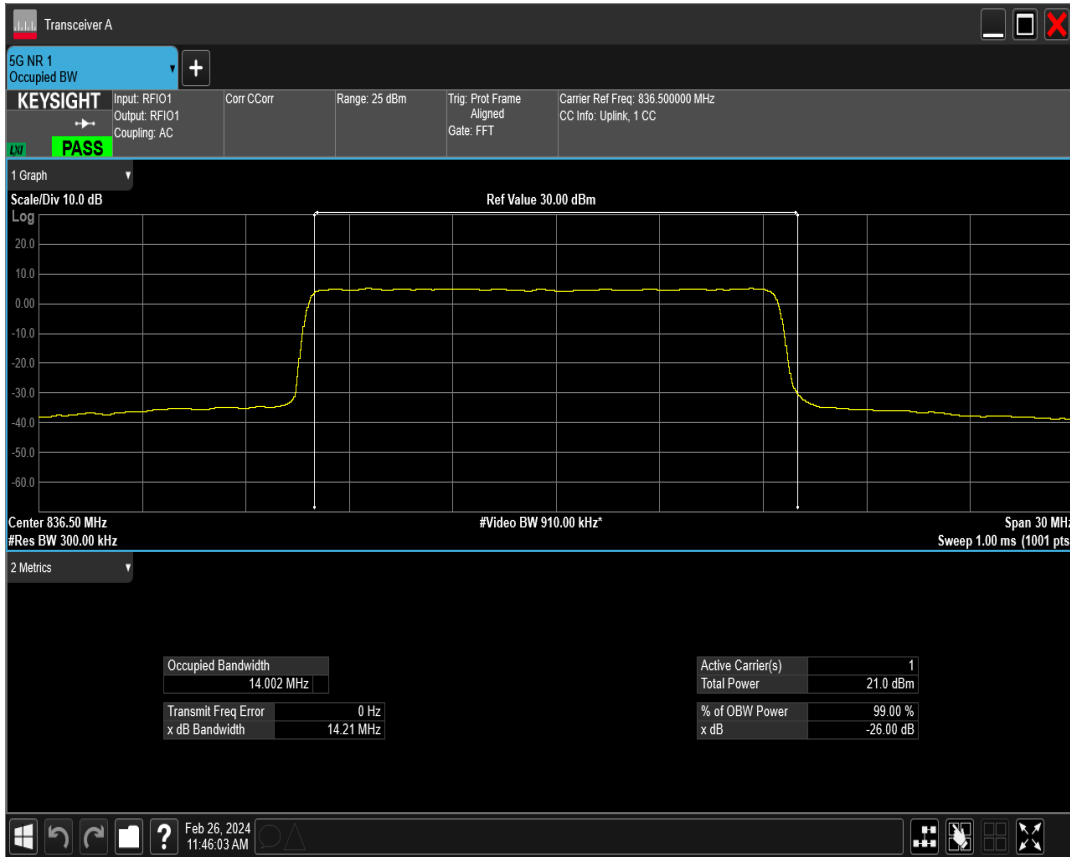 Transceiver A
5G NR 1
Occupied BW
KEYSIGHT
LXI
PASS
Input: RFIO1
Output: RFIO1
Coupling: AC
Corr CCorr
Range: 25 dBm
Trig: Prot Frame
Aligned
Gate: FFT
Carrier Ref Freq: 836.500000 MHz
CC Info: Uplink, 1 CC
1 Graph
Scale/Div 10.0 dB
Ref Value 30.00 dBm
Log
20.0
10.0
0.00
-10.0
-20.0
-30.0
-40.0
-50.0
-60.0
Center 836.50 MHz
#Video BW 910.00 kHz*
Span 30 MHz
#Res BW 300.00 kHz
Sweep 1.00 ms (1001 pts
2 Metrics
Occupied Bandwidth
14.002 MHz
Transmit Freq Error 0 Hz
x dB Bandwidth 14.21 MHz
Active Carrier(s) 1
Total Power 21.0 dBm
% of OBW Power 99.00 %
x dB -26.00 dB
?
Feb 26, 2024
11:46:03 AM